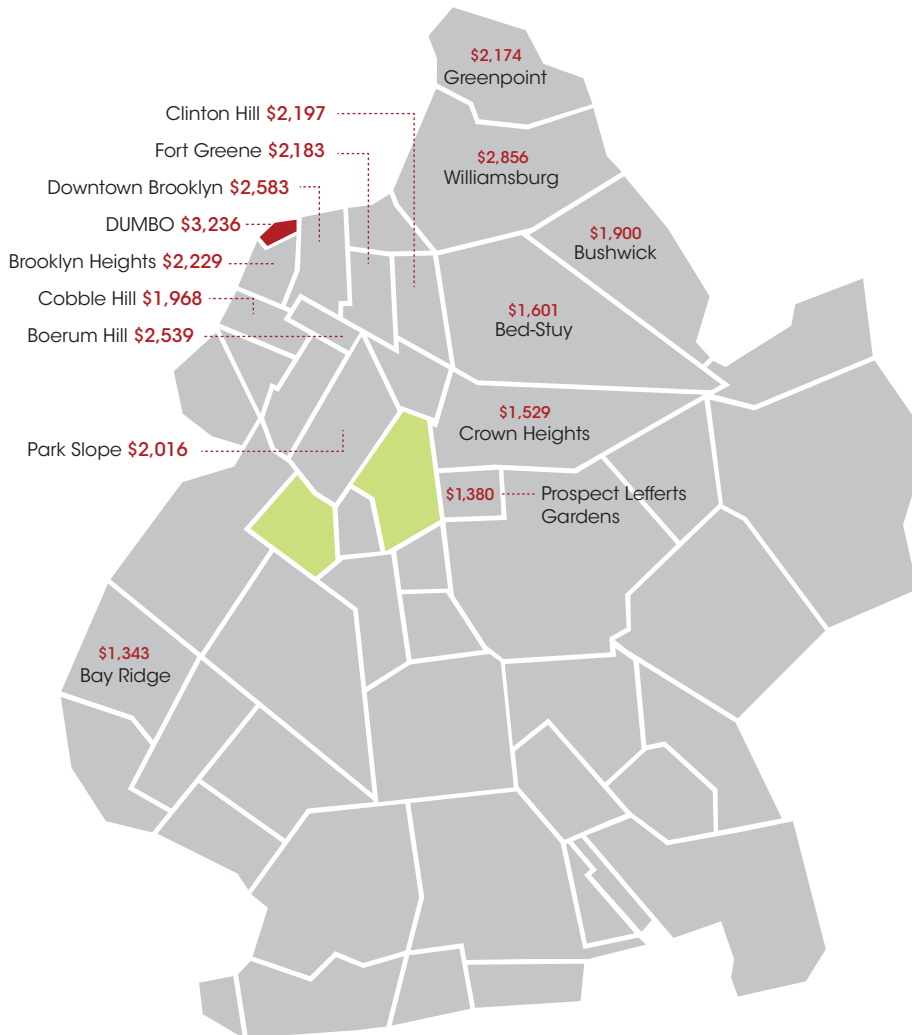 $2,174
Greenpoint
Clinton Hill $2,197
Fort Greene $2,183
$2,856
Williamsburg
Downtown Brooklyn $2,583
DUMBO $3,236
$1,900
Bushwick
Brooklyn Heights $2,229
Cobble Hill $1,968
$1,601
Bed-Stuy
Boerum Hill $2,539
$1,529
Crown Heights
Park Slope $2,016
$1,380 Prospect Lefferts
Gardens
$1,343
Bay Ridge